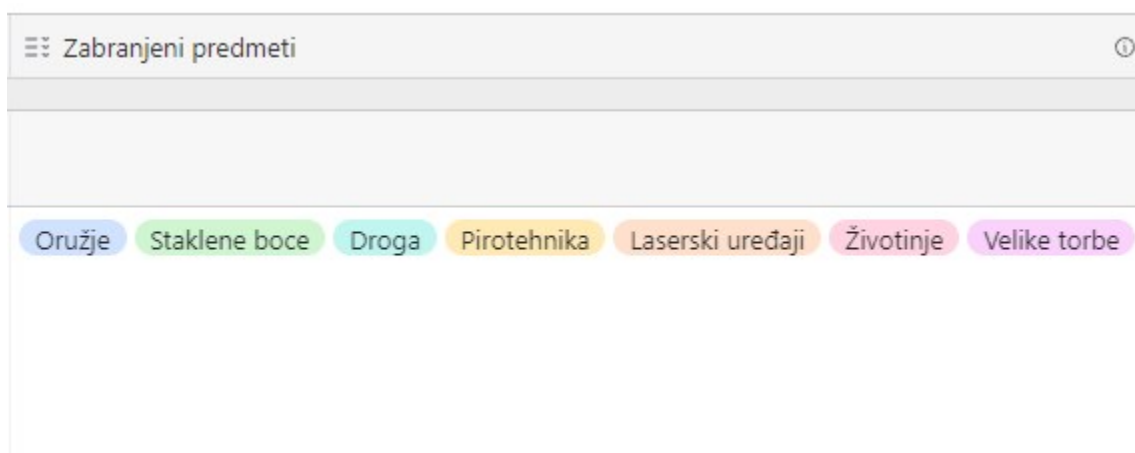 Zabranjeni predmeti
Oružje Staklene boce Droga Pirotehnika Laserski uređaji Životinje Velike torbe